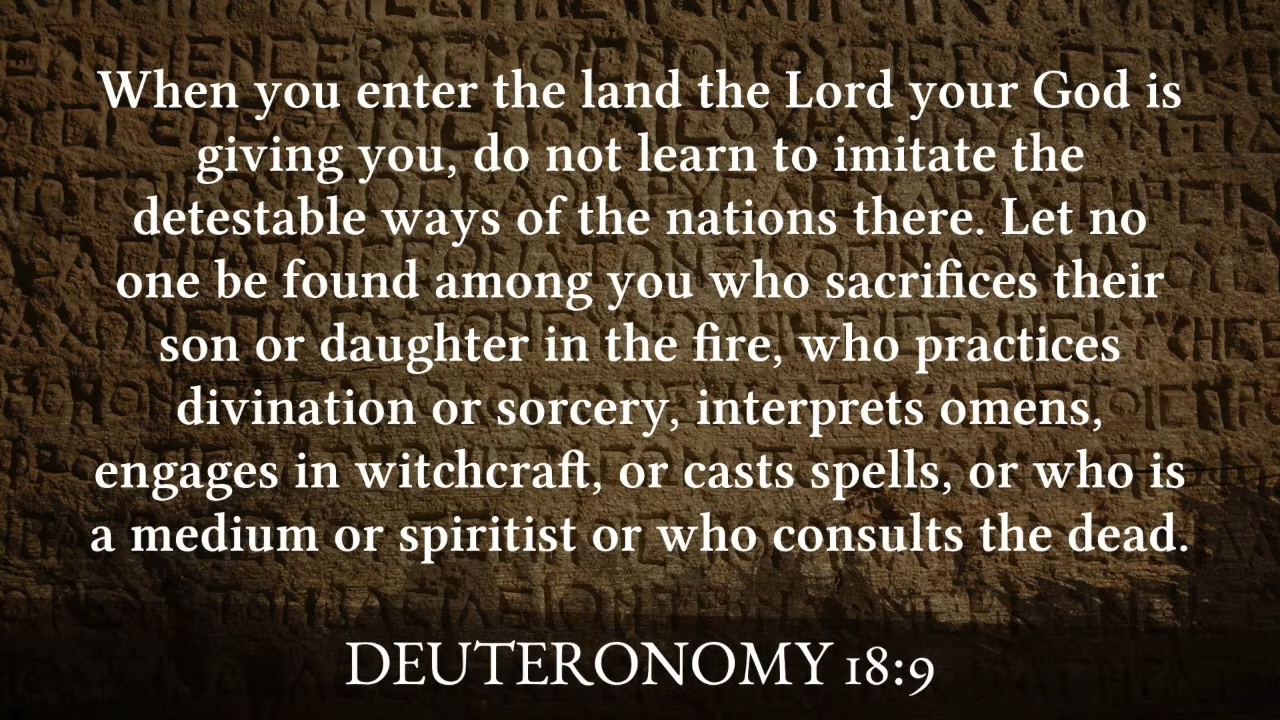 When you enter the land the Lord your God is
giving you, do not learn to imitate the
detestable ways of the nations there. Let no
one be found among you who sacrifices their
son or daughter in the fire, who practices
divination or sorcery, interprets omens,
engages in witchcraft, or casts spells, or who is
a medium or spiritist or who consults the dead.
DEUTERONOMY 18:9